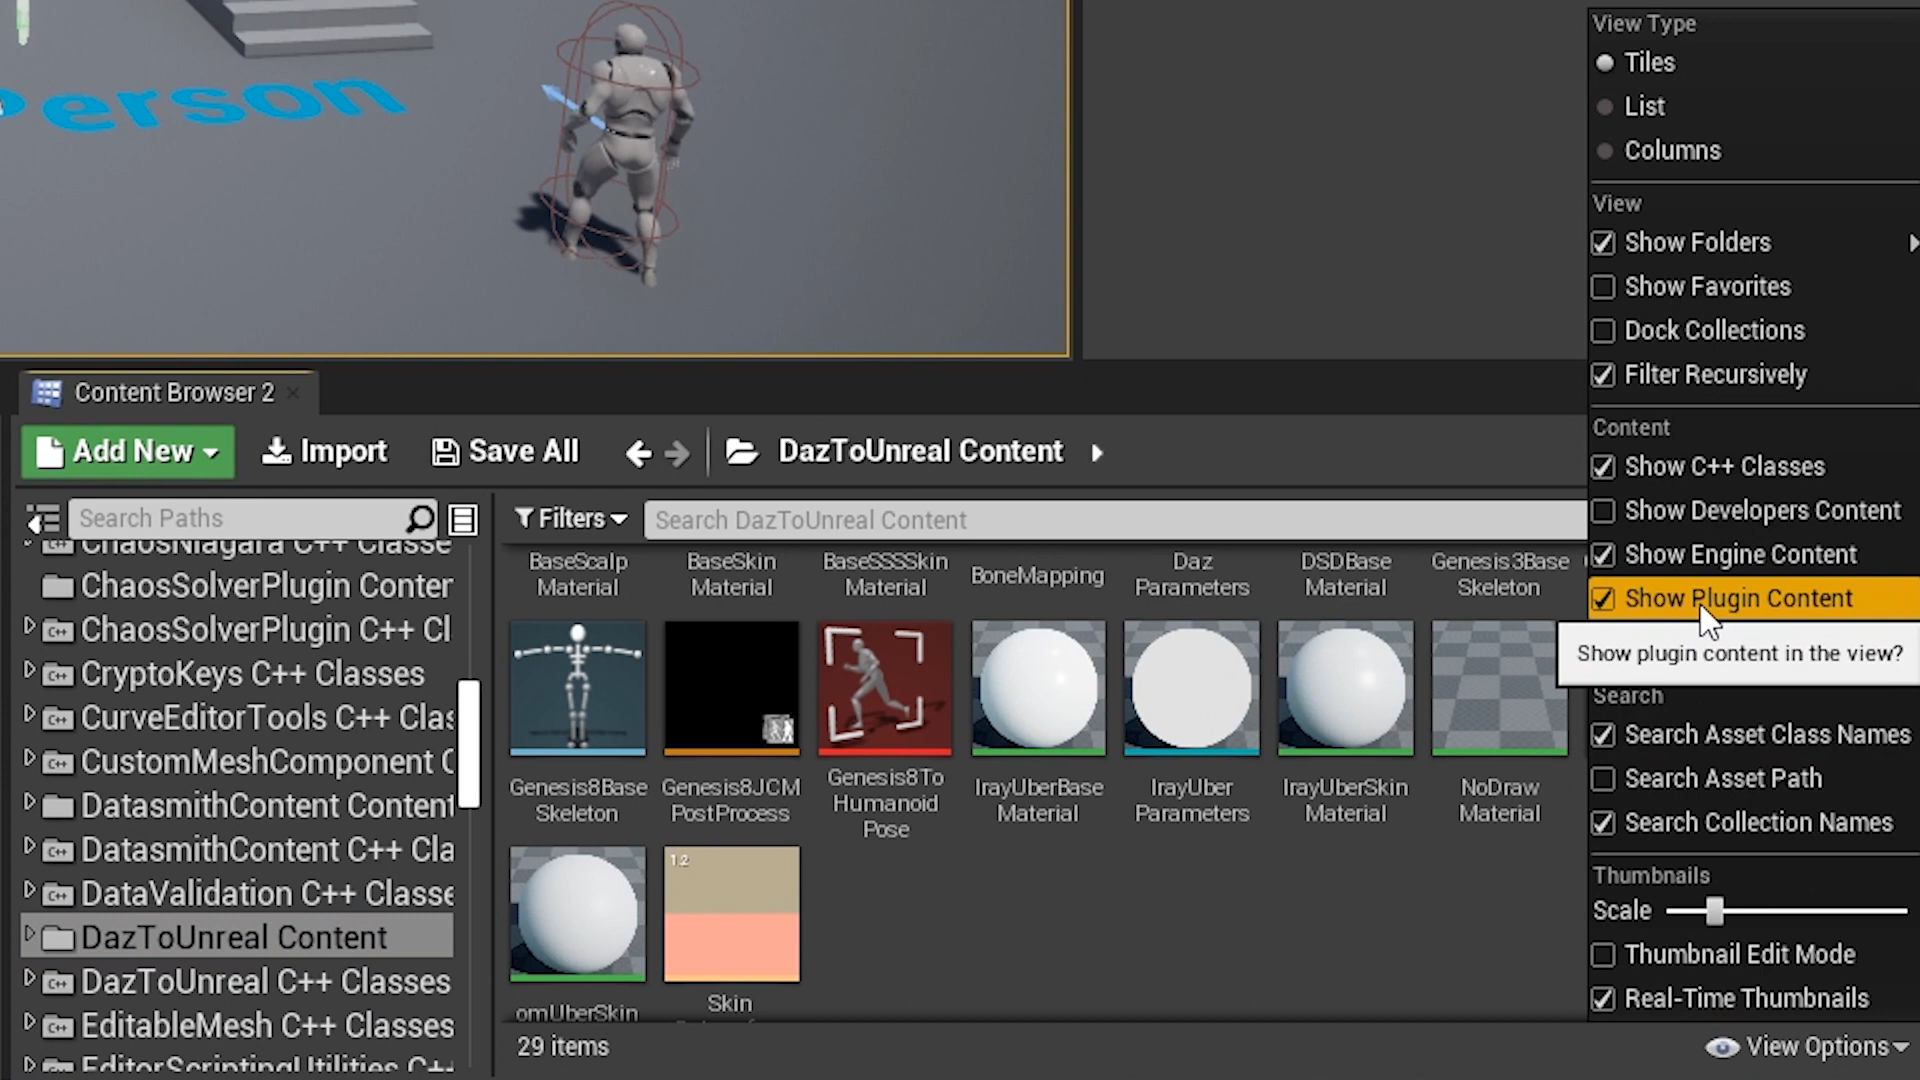 Person
View Type
Tiles
List
Columns
View
Show Folders
Show Favorites
Dock Collections
Filter Recursively
Content
Show C++ Classes
Show Developers Content
Show Engine Content
Show Plugin Content
Show plugin content in the view?
Search
Search Asset Class Names
Search Asset Path
Search Collection Names
Thumbnails
Scale
Thumbnail Edit Mode
Real-Time Thumbnails
View Options
Content Browser 2
Add New
Import
Save All
DazToUnreal Content
Search Paths
ChaosNiagara C++ Classe
ChaosSolverPlugin Conter
ChaosSolverPlugin C++ Cl
CryptoKeys C++ Classes
CurveEditorTools C++ Clas
CustomMeshComponent C
DatasmithContent Content
DatasmithContent C++ Cla
DataValidation C++ Classe
DazToUnreal Content
DazToUnreal C++ Classes
EditableMesh C++ Classes
EditorScriptingUtilities C++
Filters
Search DazToUnreal Content
BaseScalp
Material
BaseSkin
Material
BaseSSSSkin
Material
BoneMapping
Daz
Parameters
DSDBase
Material
Genesis3Base
Skeleton
Genesis8Base
Skeleton
Genesis8JCM
PostProcess
Genesis8To
Humanoid
Pose
IrayUberBase
Material
IrayUber
Parameters
IrayUberSkin
Material
NoDraw
Material
omUberSkin
1.2
Skin
29 items